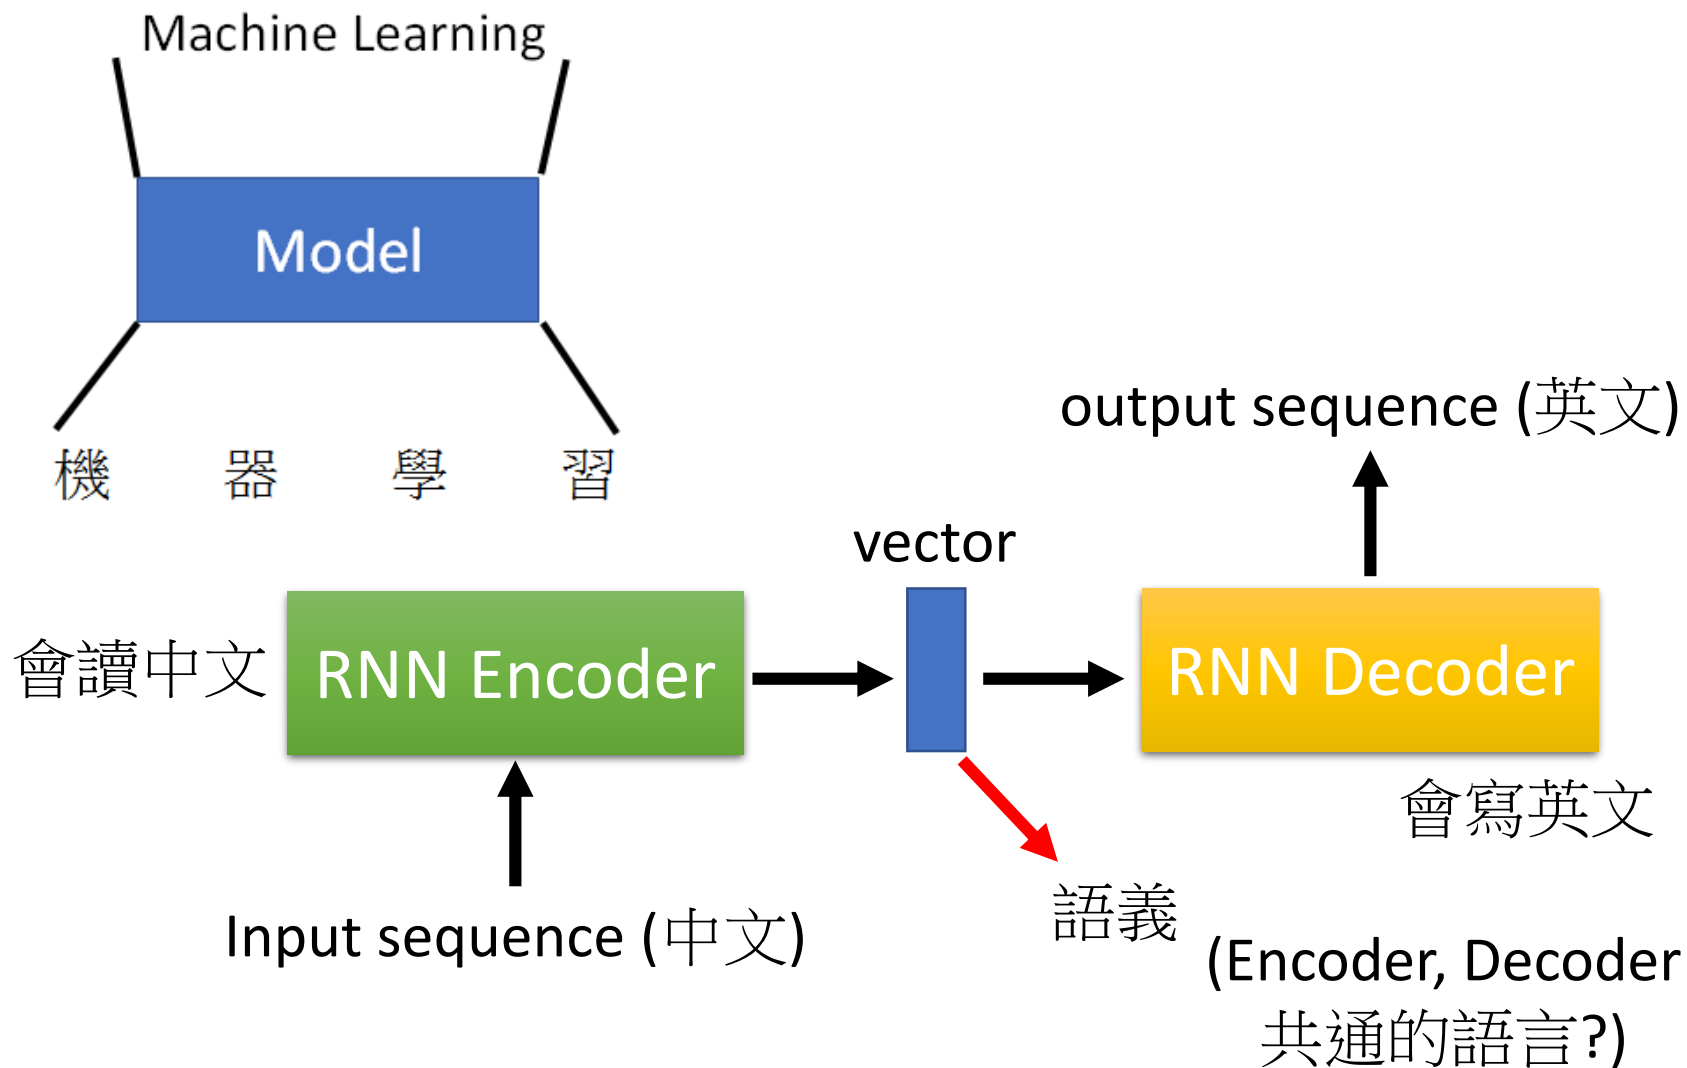 Machine Learning
Model
機 器 學 習
output sequence (英文)
vector
會讀中文
RNN Encoder
RNN Decoder
會寫英文
Input sequence (中文)
語義
(Encoder, Decoder
共通的語言?)